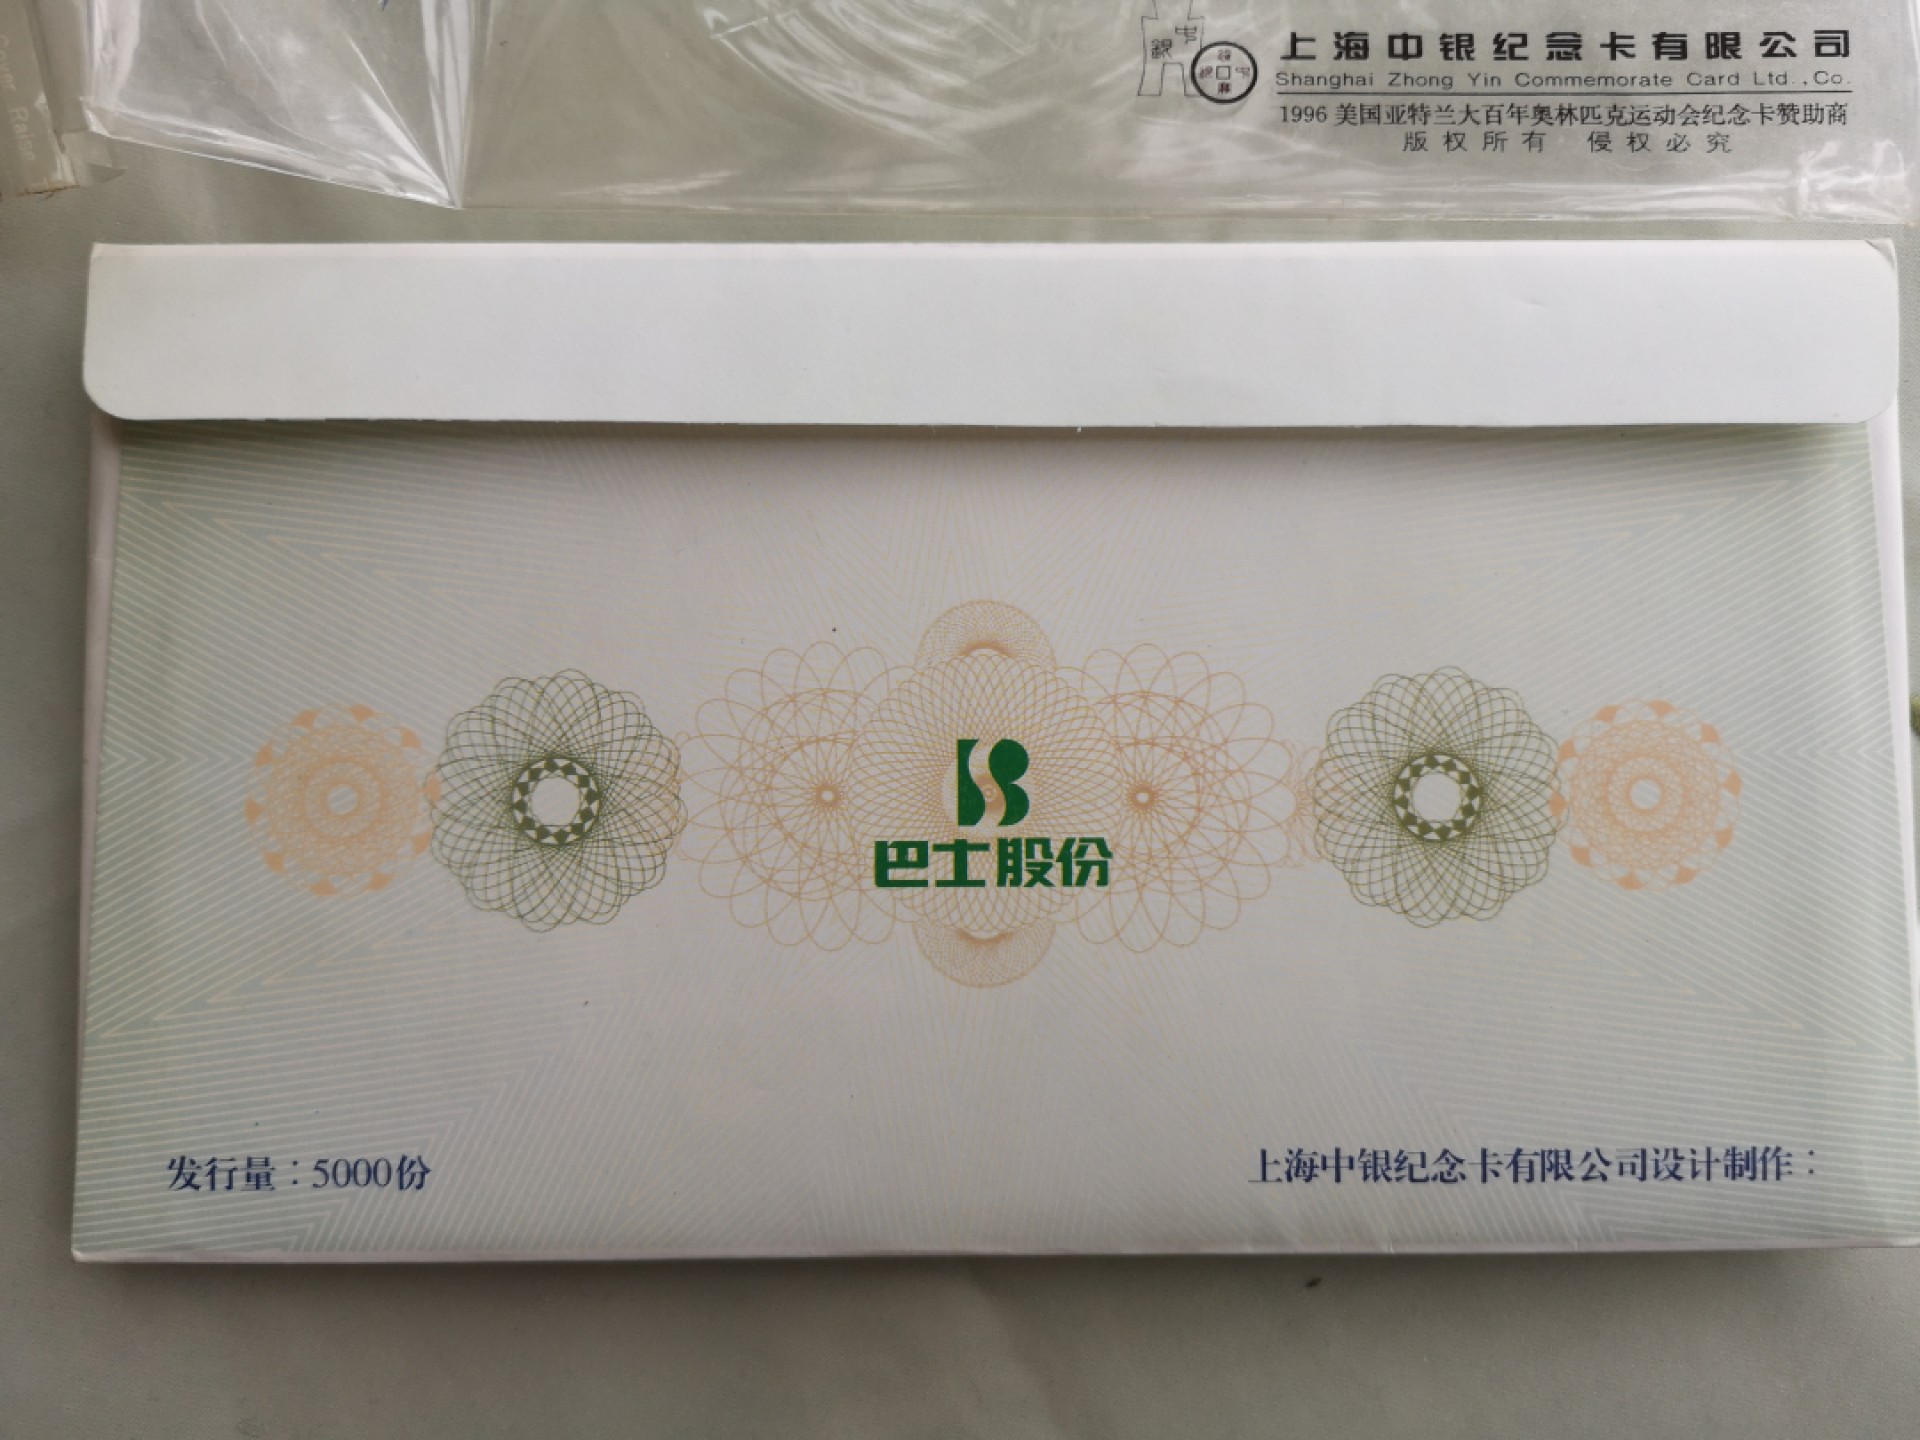 上海中银纪念卡有限公司
Shanghai Zhong Yin Commemorate Card Ltd.,Co.
1996 美国亚特兰大百年奥林匹克运动会纪念卡赞助商
版权所有 侵权必究
巴士股份
发行量：5000份
上海中银纪念卡有限公司设计制作：